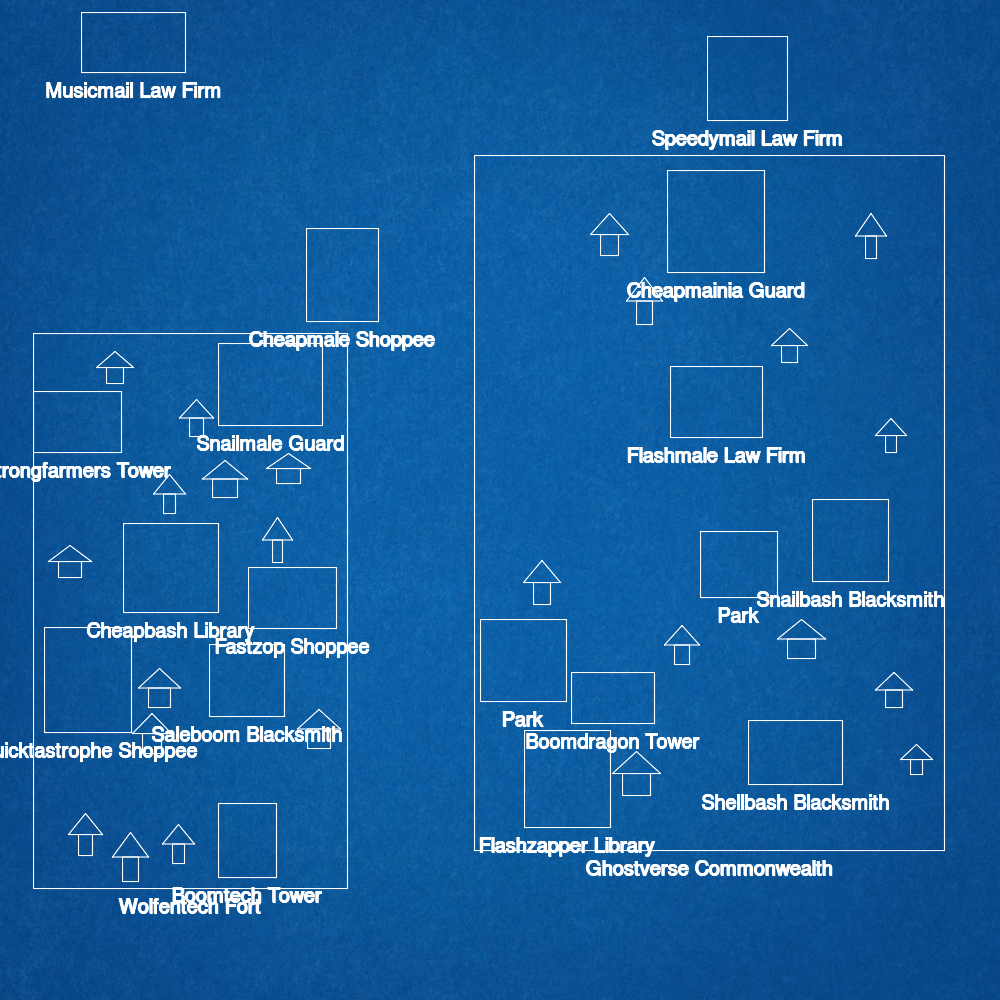 Musicmail Law Firm
Speedymail Law Firm
Cheapmainia Guard
Cheapmale Shoppee
Snailmale Guard
Flashmale Law Firm
trongfarmers Tower
Snailbash Blacksmith
Park
Cheapbash Library
Fastzop Shoppee
Park
Saleboom Blacksmith
Boomdragon Tower
uicktastrophe Shoppee
Shellbash Blacksmith
Flashzapper Library
Ghostverse Commonwealth
Boomtech Tower
Wolfentech Fort